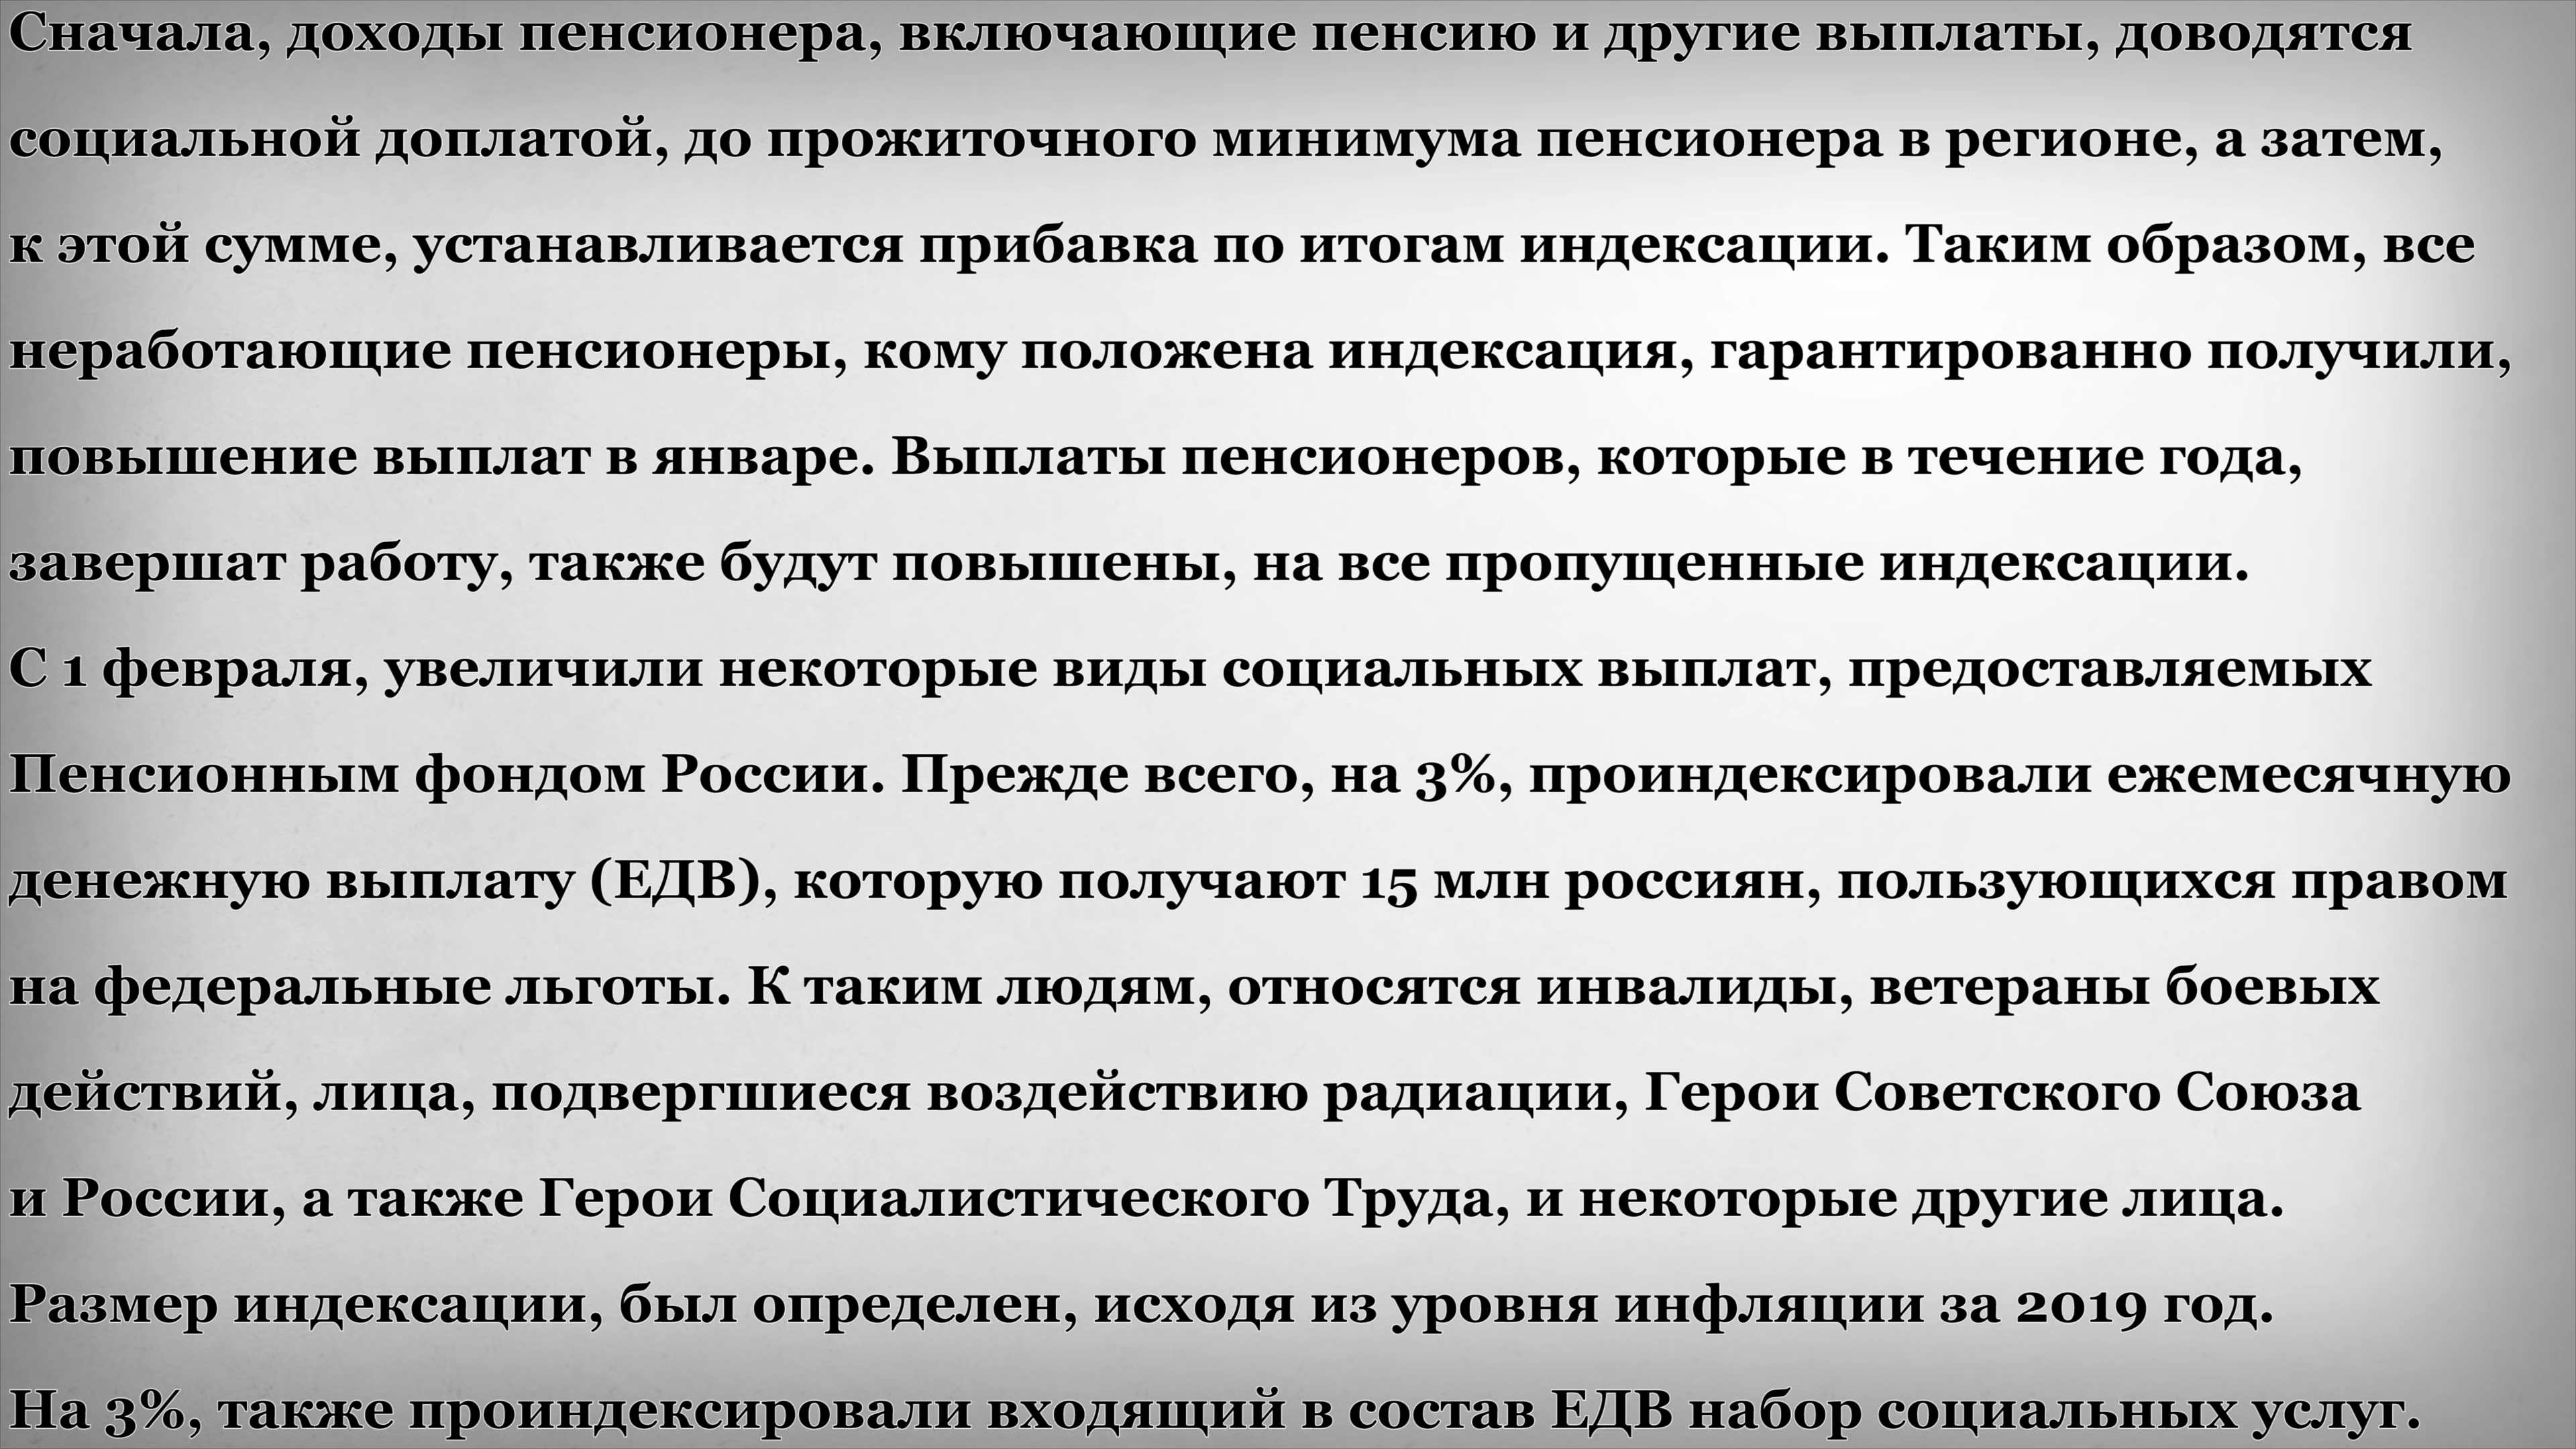 Сначала, доходы пенсионера, включающие пенсию и другие выплаты, доводятся
социальной доплатой, до прожиточного минимума пенсионера в регионе, а затем,
к этой сумме, устанавливается прибавка по итогам индексации. Таким образом, все
неработающие пенсионеры, кому положена индексация, гарантированно получили,
повышение выплат в январе. Выплаты пенсионеров, которые в течение года,
завершат работу, также будут повышены, на все пропущенные индексации.
С 1 февраля, увеличили некоторые виды социальных выплат, предоставляемых
Пенсионным фондом России. Прежде всего, на 3%, проиндексировали ежемесячную
денежную выплату (ЕДВ), которую получают 15 млн россиян, пользующихся правом
на федеральные льготы. К таким людям, относятся инвалиды, ветераны боевых
действий, лица, подвергшиеся воздействию радиации, Герои Советского Союза
и России, а также Герои Социалистического Труда, и некоторые другие лица.
Размер индексации, был определен, исходя из уровня инфляции за 2019 год.
На 3%, также проиндексировали входящий в состав ЕДВ набор социальных услуг.